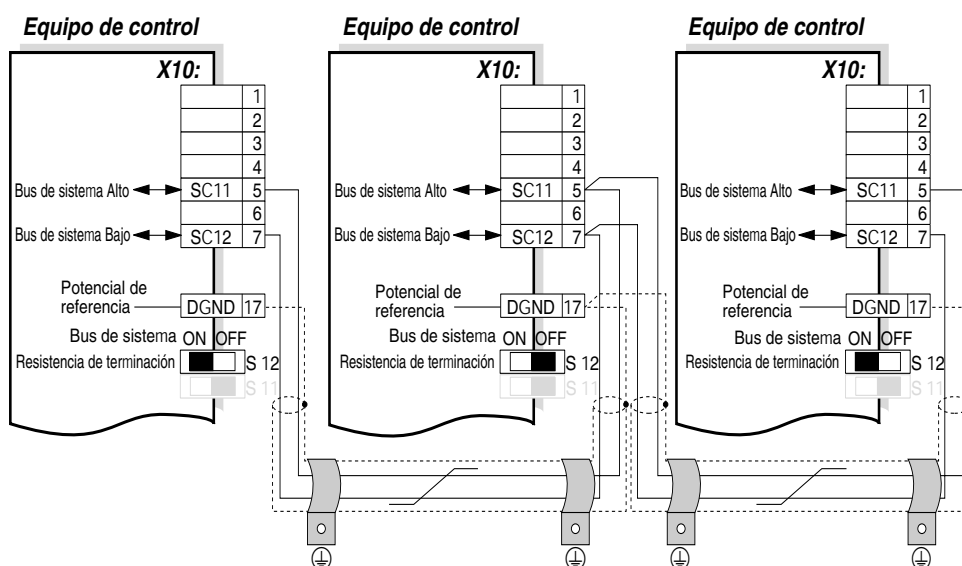 Equipo de control
X10:
1
2
3
4
Bus de sistema Alto SC11 5
6
Bus de sistema Bajo SC12 7
Potencial de
referencia DGND 17
Bus de sistema ON OFF
Resistencia de terminación S 12
S 11
Equipo de control
X10:
1
2
3
4
Bus de sistema Alto SC11 5
6
Bus de sistema Bajo SC12 7
Potencial de
referencia DGND 17
Bus de sistema ON OFF
Resistencia de terminación S 12
S 11
Equipo de control
X10:
1
2
3
4
Bus de sistema Alto SC11 5
6
Bus de sistema Bajo SC12 7
Potencial de
referencia DGND 17
Bus de sistema ON OFF
Resistencia de terminación S 12
S 11